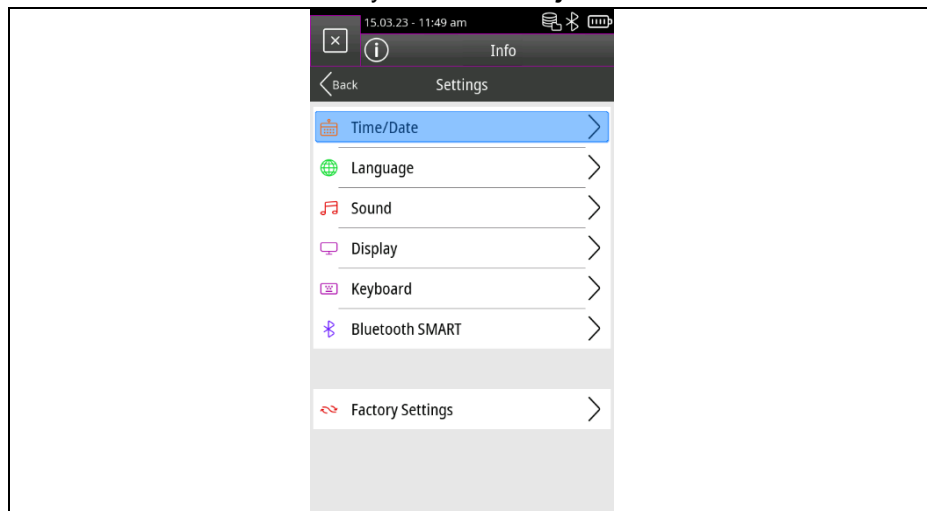 15.03.23 - 11:49 am
Info
Back Settings
Time/Date
Language
Sound
Display
Keyboard
Bluetooth SMART
Factory Settings